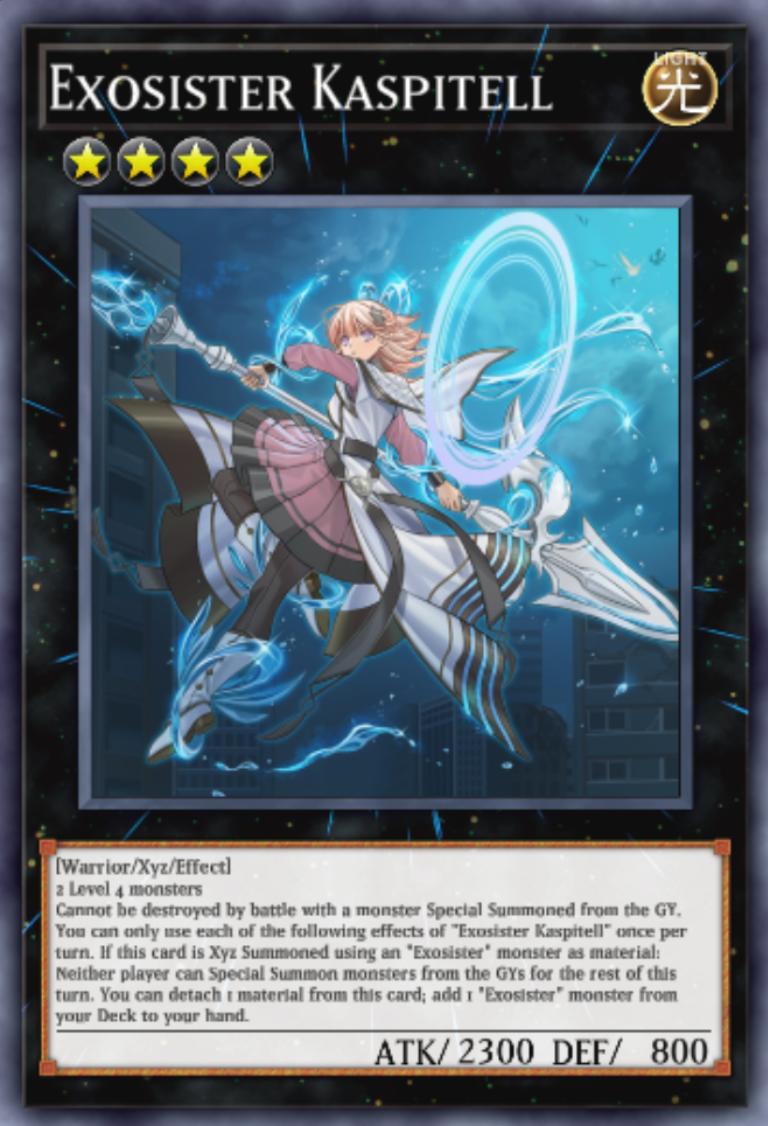 Exosister Kaspitell
LIGHT
光
[Warrior/Xyz/Effect]
2 Level 4 monsters
Cannot be destroyed by battle with a monster Special Summoned from the GY.
You can only use each of the following effects of "Exosister Kaspitell" once per
turn. If this card is Xyz Summoned using an "Exosister" monster as material:
Neither player can Special Summon monsters from the GYs for the rest of this
turn. You can detach 1 material from this card; add 1 "Exosister" monster from
your Deck to your hand.
ATK/ 2300 DEF/ 800